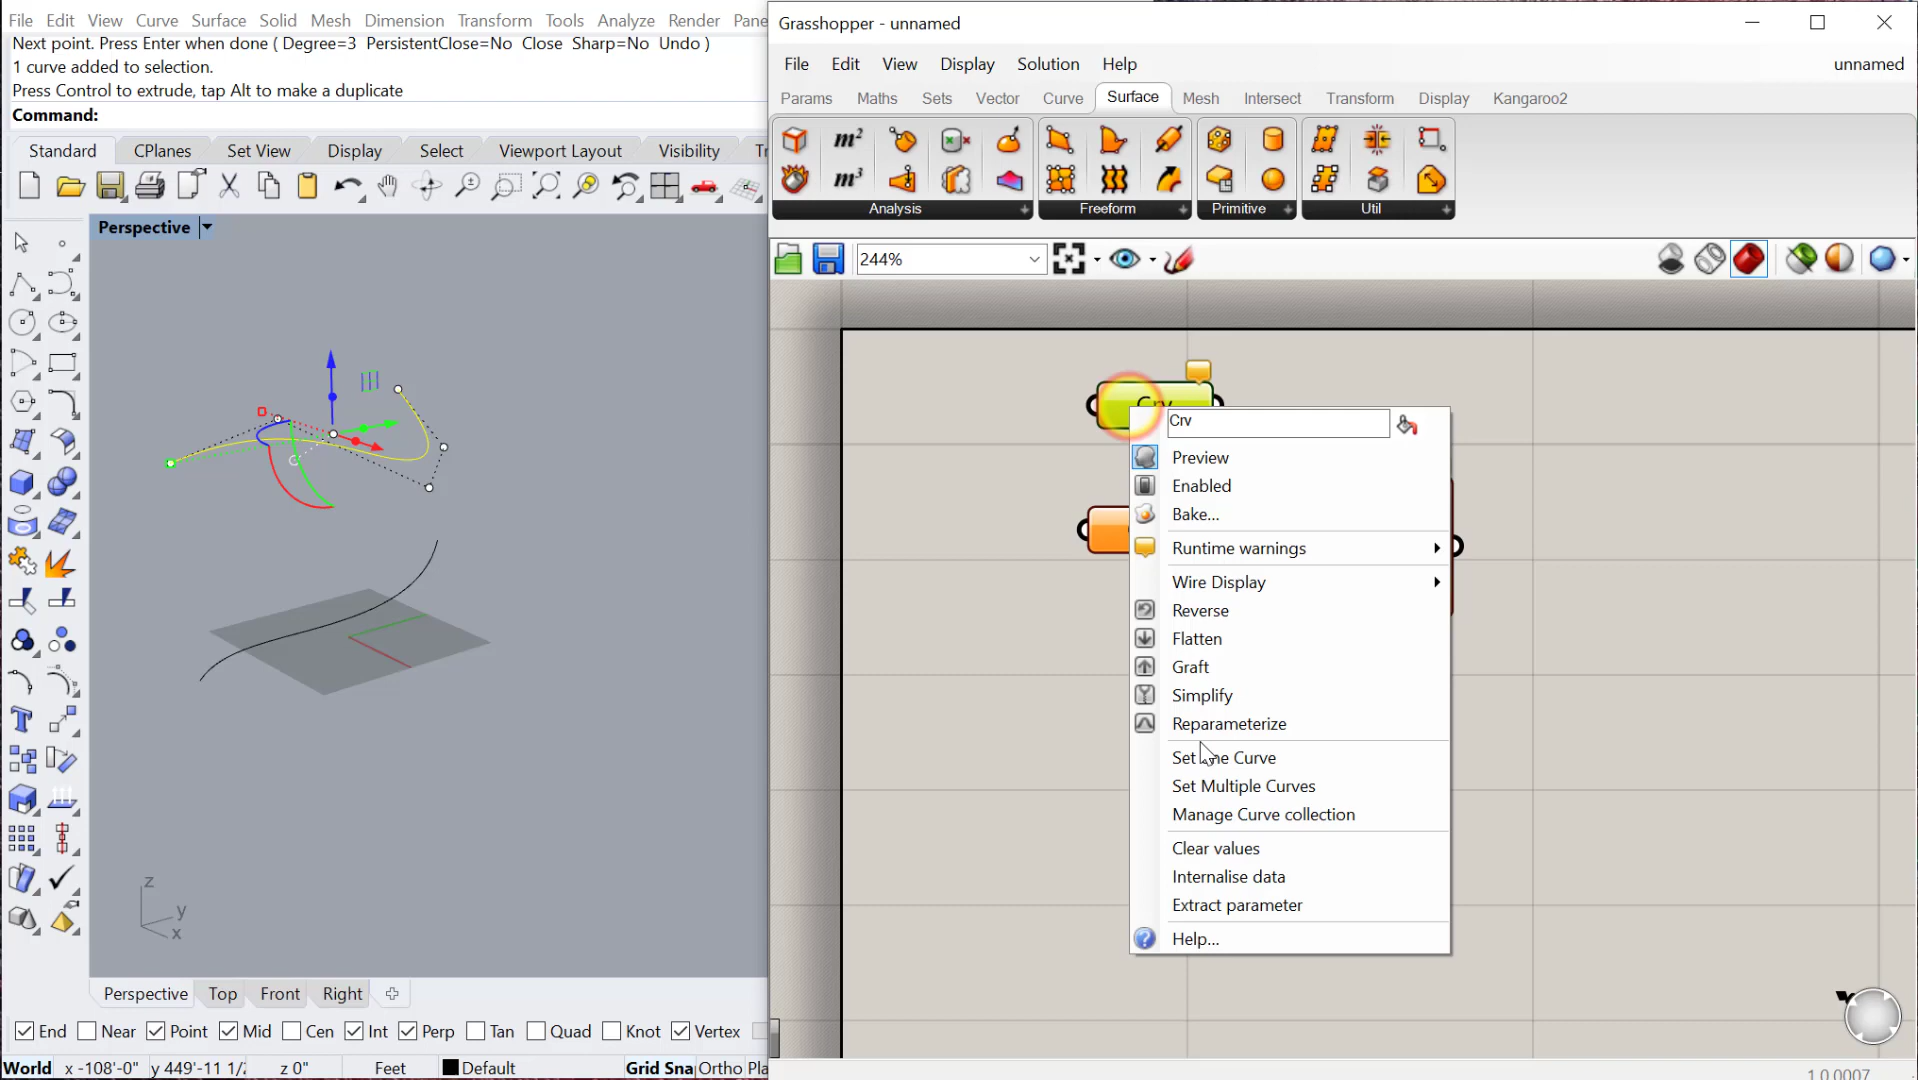 File Edit View Curve Surface Solid Mesh Dimension Transform Tools Analyze Render Pane
Next point. Press Enter when done ( Degree=3 PersistentClose=No Close Sharp=No Undo )
1 curve added to selection.
Press Control to extrude, tap Alt to make a duplicate
Command:
Standard CPlanes Set View Display Select Viewport Layout Visibility
Perspective
z
y
x
Perspective Top Front Right
End Near Point Mid Cen Int Perp Tan Quad Knot Vertex
World x -108'-0" y 449'-11 1/ z 0" Feet Default Grid Sna Ortho Pla
Grasshopper - unnamed
File Edit View Display Solution Help unnamed
Params Maths Sets Vector Curve Surface Mesh Intersect Transform Display Kangaroo2
m² m³
Analysis Freeform Primitive Util
244%
Crv
Preview
Enabled
Bake...
Runtime warnings
Wire Display
Reverse
Flatten
Graft
Simplify
Reparameterize
Set ne Curve
Set Multiple Curves
Manage Curve collection
Clear values
Internalise data
Extract parameter
Help...
1.0.0007